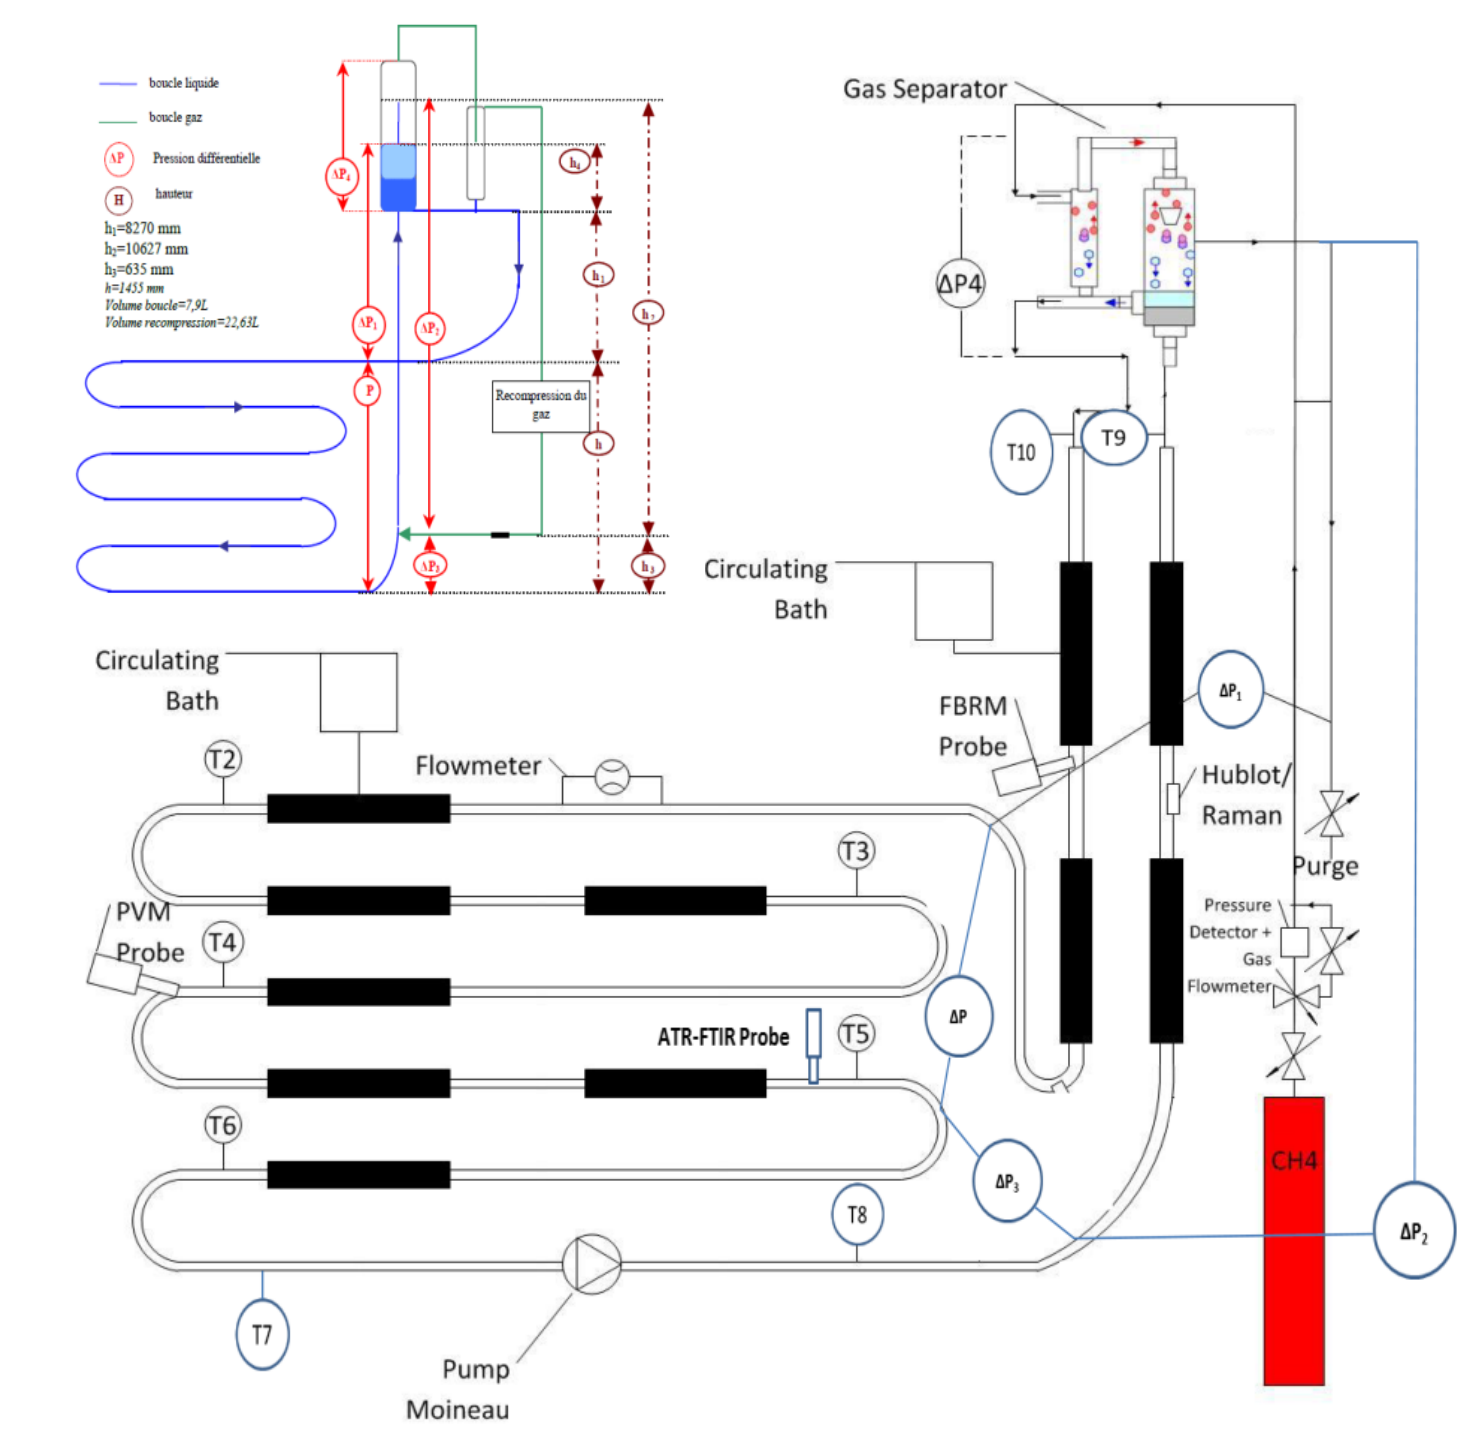 boucle liquide
boucle gaz
ΔP
Pression différentielle
H
hauteur
h₁=8270 mm
h₂=10627 mm
h₃=635 mm
h=1455 mm
Volume boucle=7,9L
Volume recompression=22,63L
ΔP₄
h₄
h₁
ΔP₁
ΔP₂
h₂
P
Recompression du
gaz
h
ΔP₃
h₃
Gas Separator
ΔP4
T10
T9
Circulating
Bath
Circulating
Bath
ΔP₁
FBRM
Probe
T2
Flowmeter
Hublot/
Raman
T3
Purge
PVM
Probe
T4
Pressure
Detector +
Gas
Flowmeter
ΔP
ATR-FTIR Probe
T5
T6
CH4
ΔP₃
T8
ΔP₂
T7
Pump
Moineau